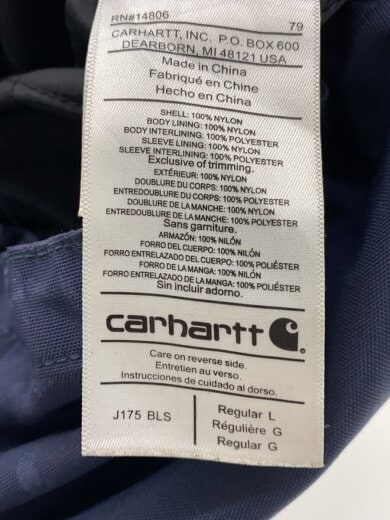 RN#14806 79
CARHARTT, INC. P.O. BOX 600
DEARBORN, MI 48121 USA
Made in China
Fabriqué en Chine
Hecho en China
SHELL: 100% NYLON
BODY LINING: 100% NYLON
BODY INTERLINING: 100% POLYESTER
SLEEVE LINING: 100% NYLON
SLEEVE INTERLINING: 100% POLYESTER
Exclusive of trimming.
EXTÉRIEUR: 100% NYLON
DOUBLURE DU CORPS: 100% NYLON
ENTREDOUBLURE DU CORPS: 100% POLYESTER
DOUBLURE DE LA MANCHE: 100% NYLON
ENTREDOUBLURE DE LA MANCHE: 100% POLYESTER
Sans garniture.
ARMAZÓN: 100% NILÓN
FORRO DEL CUERPO: 100% NILÓN
FORRO ENTRELAZADO DEL CUERPO: 100% POLIÉSTER
FORRO DE LA MANGA: 100% NILÓN
FORRO ENTRELAZADO DE LA MANGA: 100% POLIÉSTER
Sin incluir adorno.
carhartt
Care on reverse side.
Entretien au verso.
Instrucciones de cuidado al dorso.
J175 BLS
Regular L
Régulière G
Regular G